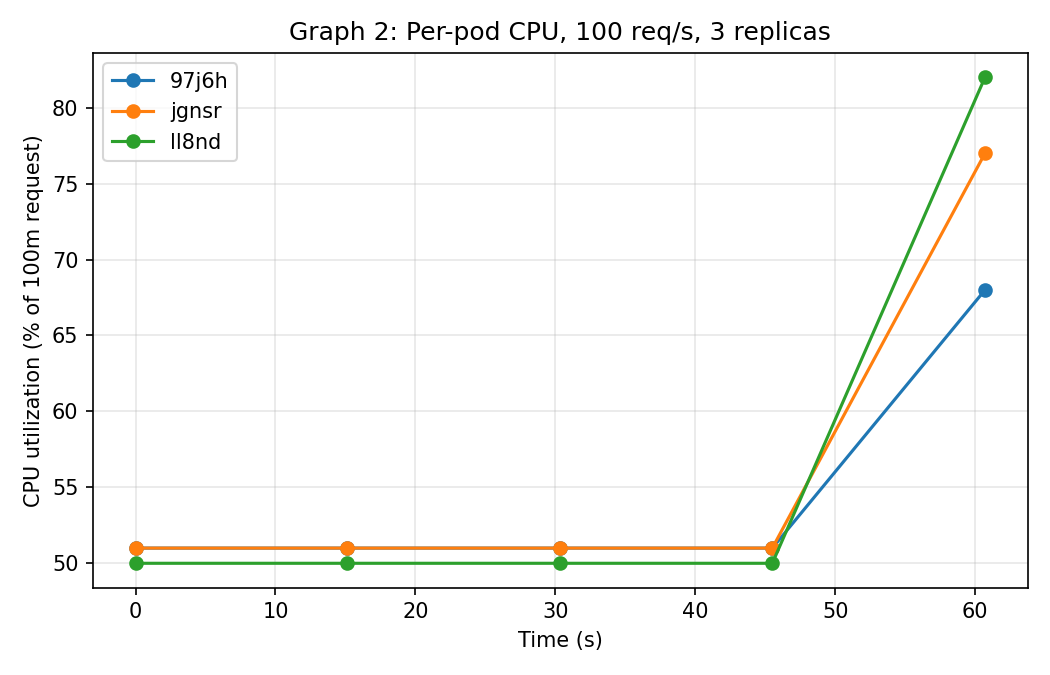 Graph 2: Per-pod CPU, 100 req/s, 3 replicas
CPU utilization (% of 100m request)
80
75
70
65
60
55
50
97j6h
jgnsr
ll8nd
0 10 20 30 40 50 60
Time (s)